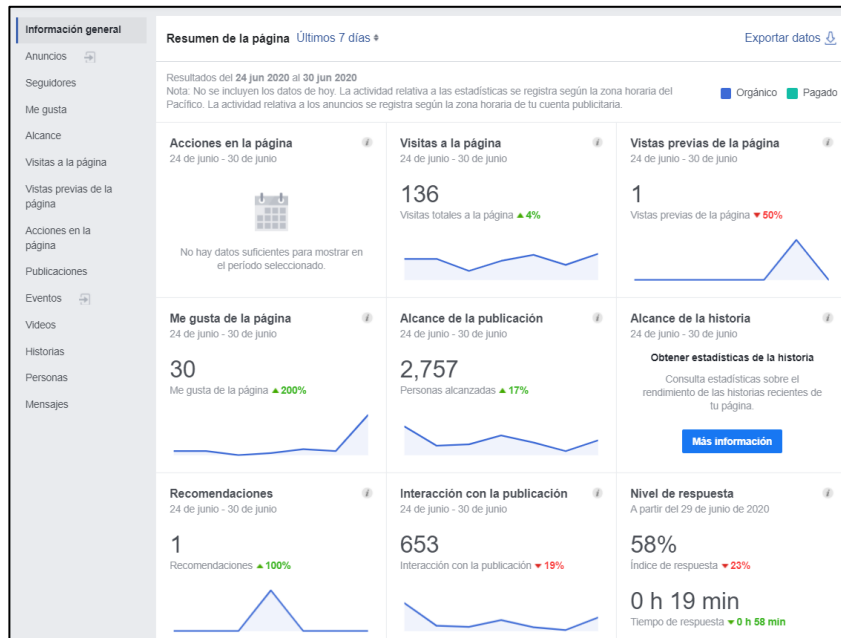 Información general
Anuncios
Seguidores
Me gusta
Alcance
Visitas a la página
Vistas previas de la
página
Acciones en la
página
Publicaciones
Eventos
Videos
Historias
Personas
Mensajes
Resumen de la página Últimos 7 días
Exportar datos
Resultados del 24 jun 2020 al 30 jun 2020
Nota: No se incluyen los datos de hoy. La actividad relativa a las estadísticas se registra según la zona horaria del
Pacífico. La actividad relativa a los anuncios se registra según la zona horaria de tu cuenta publicitaria.
Orgánico Pagado
Acciones en la página
24 de junio - 30 de junio
No hay datos suficientes para mostrar en
el período seleccionado.
Visitas a la página
24 de junio - 30 de junio
136
Visitas totales a la página ▲ 4%
Vistas previas de la página
24 de junio - 30 de junio
1
Vistas previas de la página ▼ 50%
Me gusta de la página
24 de junio - 30 de junio
30
Me gusta de la página ▲ 200%
Alcance de la publicación
24 de junio - 30 de junio
2,757
Personas alcanzadas ▲ 17%
Alcance de la historia
24 de junio - 30 de junio
Obtener estadísticas de la historia
Consulta estadísticas sobre el
rendimiento de las historias recientes de
tu página.
Más información
Recomendaciones
24 de junio - 30 de junio
1
Recomendaciones ▲ 100%
Interacción con la publicación
24 de junio - 30 de junio
653
Interacción con la publicación ▼ 19%
Nivel de respuesta
A partir del 29 de junio de 2020
58%
Índice de respuesta ▼ 23%
0 h 19 min
Tiempo de respuesta ▼ 0 h 58 min